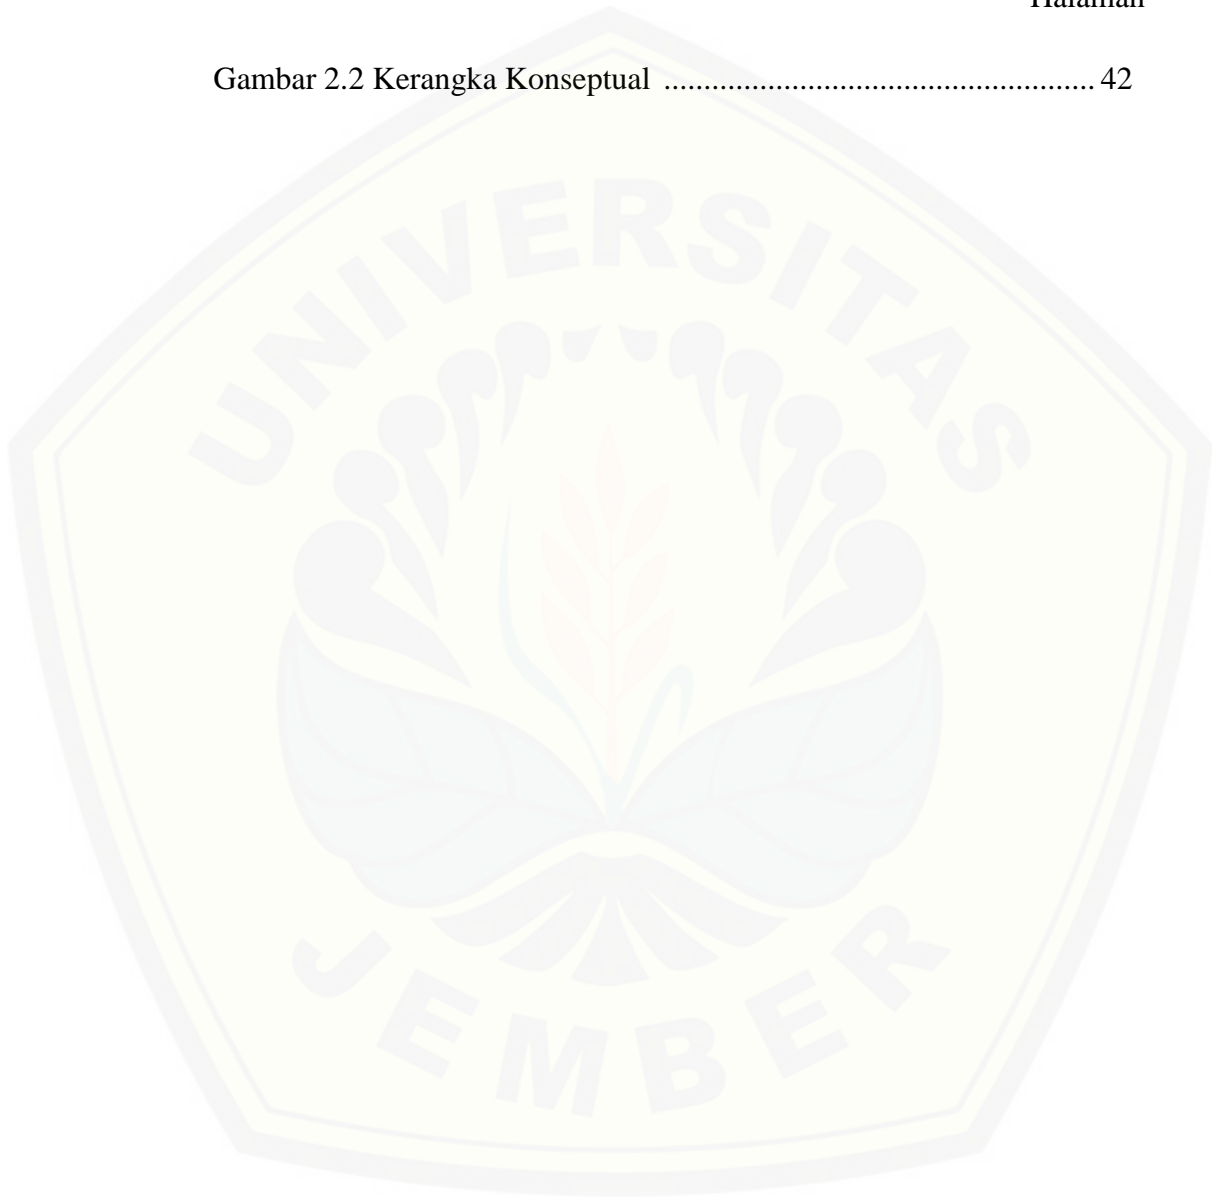 Halaman
Gambar 2.2 Kerangka Konseptual ...................................................... 42
UNIVERSITAS
JEMBER